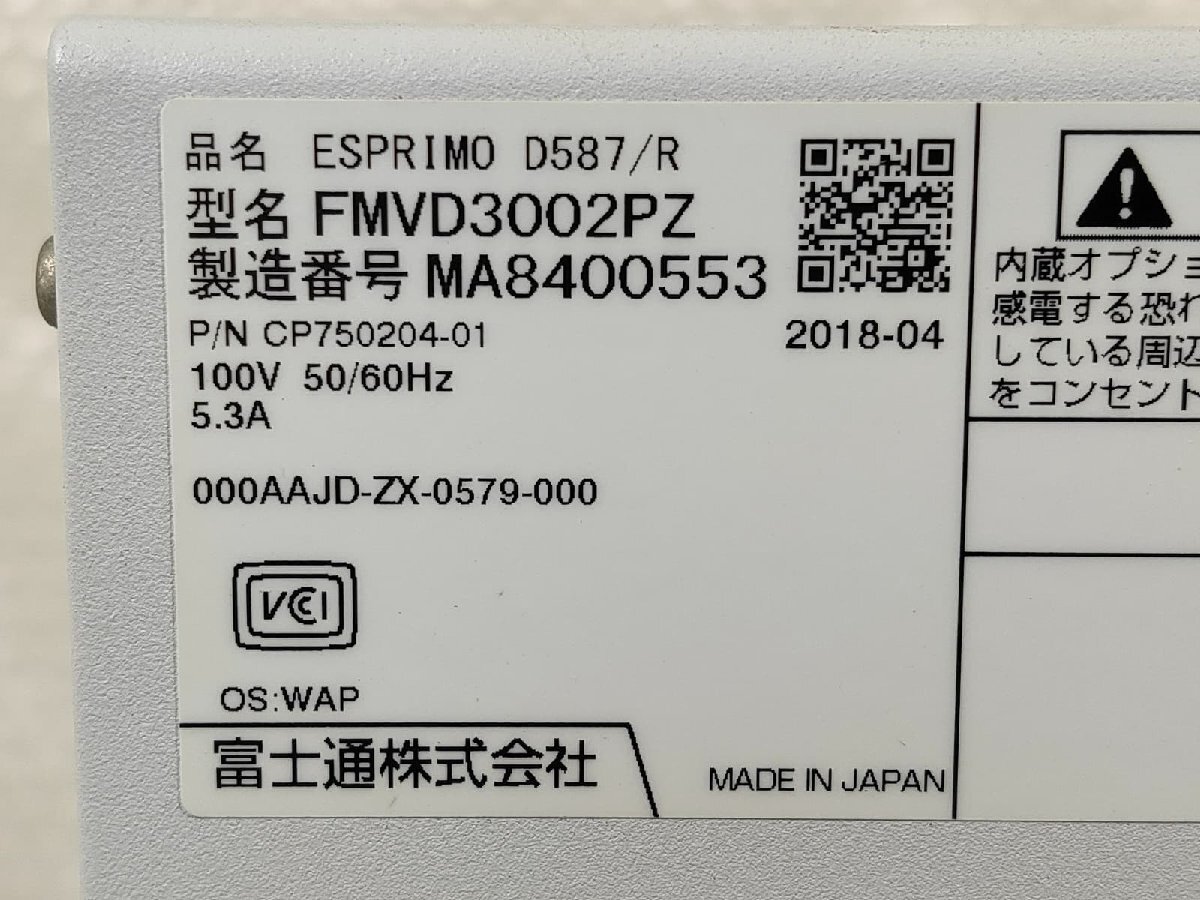 品名 ESPRIMO D587/R
型名 FMVD3002PZ
製造番号 MA8400553
P/N CP750204-01
2018-04
100V 50/60Hz
5.3A
000AAJD-ZX-0579-000
VCI
OS:WAP
富士通株式会社
MADE IN JAPAN
内蔵オプショ
感電する恐れ
している周辺
をコンセント